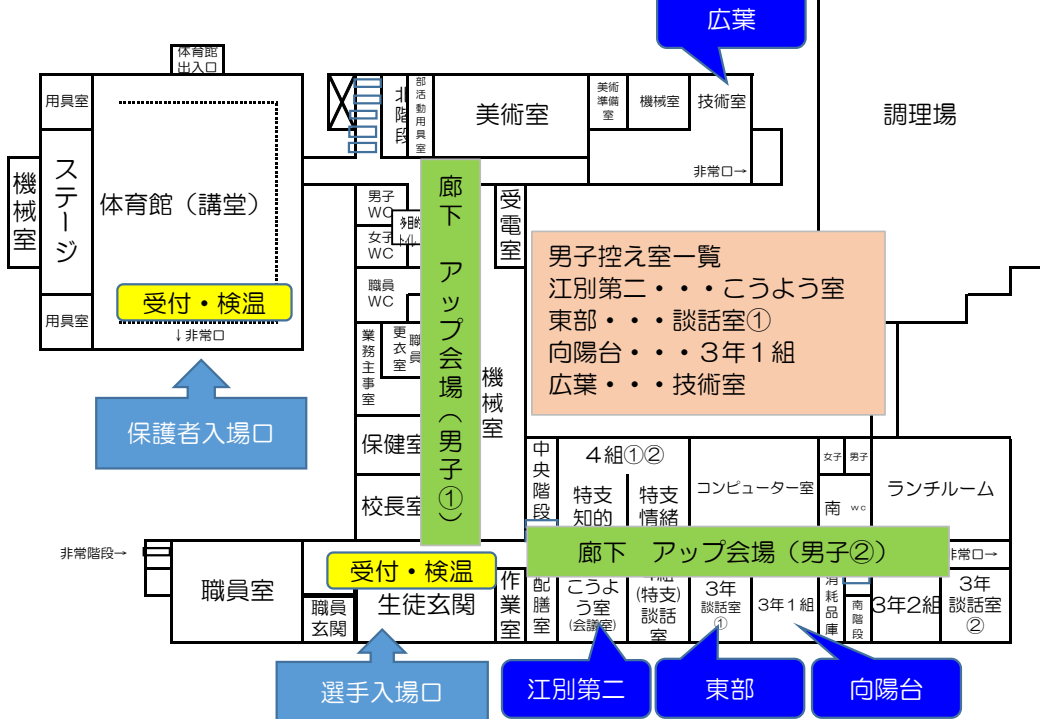 広葉
体育館
出入口
用具室
ステージ
機械室
体育館（講堂）
受付・検温
用具室
↓非常口
保護者入場口
北階段
部活動用具室
美術室
美術
準備
室
機械室
技術室
非常口→
調理場
男子
WC
多目的
トイレ
女子
WC
職員
WC
業務主事室
更衣室
職員
保健室
校長室
廊下　アップ会場（男子①）
受電室
機械室
男子控え室一覧
江別第二・・・こうよう室
東部・・・談話室①
向陽台・・・３年１組
広葉・・・技術室
中央階段
４組①②
特支
知的
特支
情緒
コンピューター室
女子
男子
南
WC
ランチルーム
廊下　アップ会場（男子②）
非常階段→
非常口→
職員室
職員
玄関
受付・検温
生徒玄関
作業室
配膳室
こうよ
う室
(会議室)
(特支)
談話
室
3年
談話室
①
3年１組
消耗品庫
南階段
3年2組
3年
談話室
②
選手入場口
江別第二
東部
向陽台